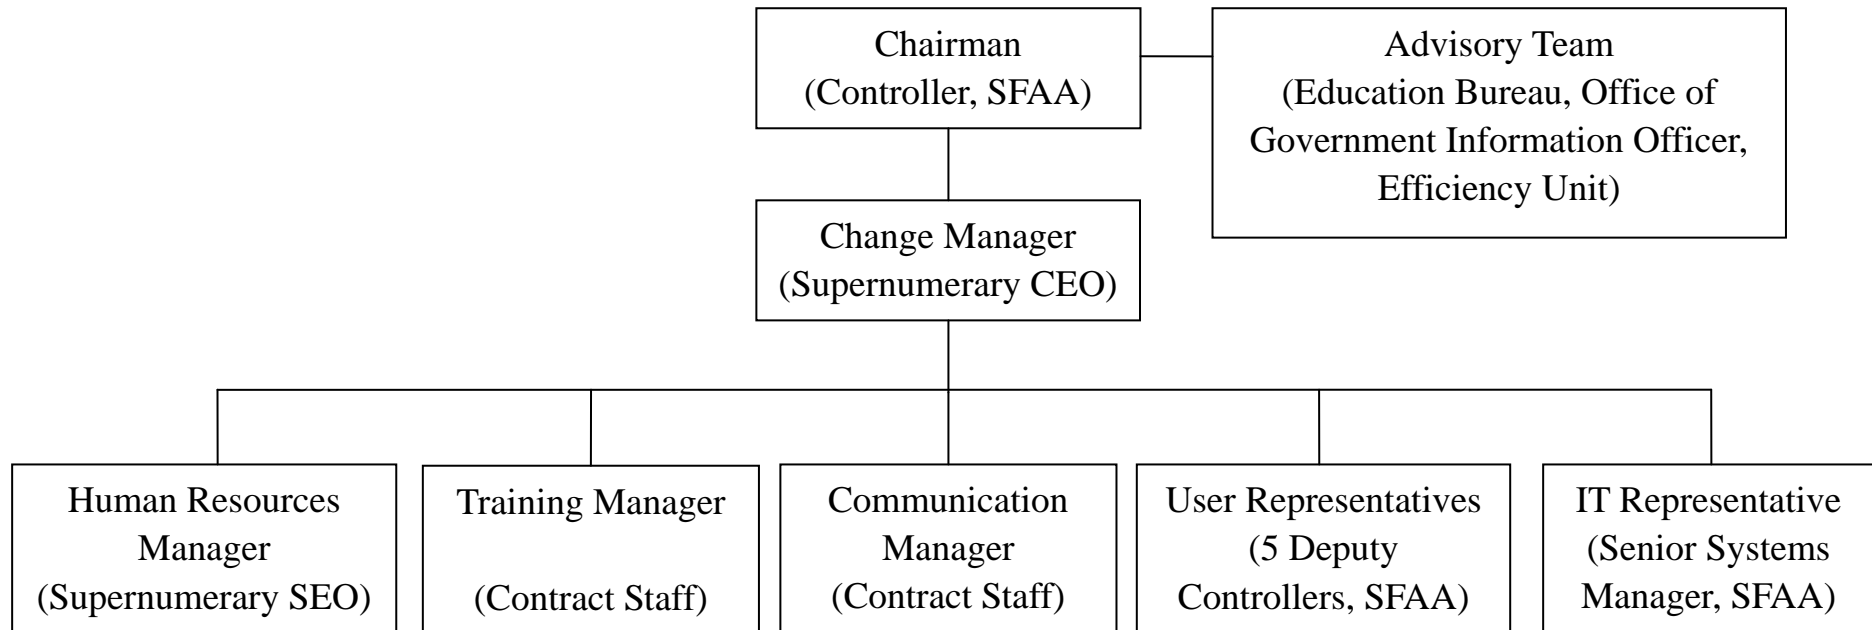 Chairman
(Controller, SFAA)
Advisory Team
(Education Bureau, Office of
Government Information Officer,
Efficiency Unit)
Change Manager
(Supernumerary CEO)
Human Resources
Manager
(Supernumerary SEO)
Training Manager
(Contract Staff)
Communication
Manager
(Contract Staff)
User Representatives
(5 Deputy
Controllers, SFAA)
IT Representative
(Senior Systems
Manager, SFAA)